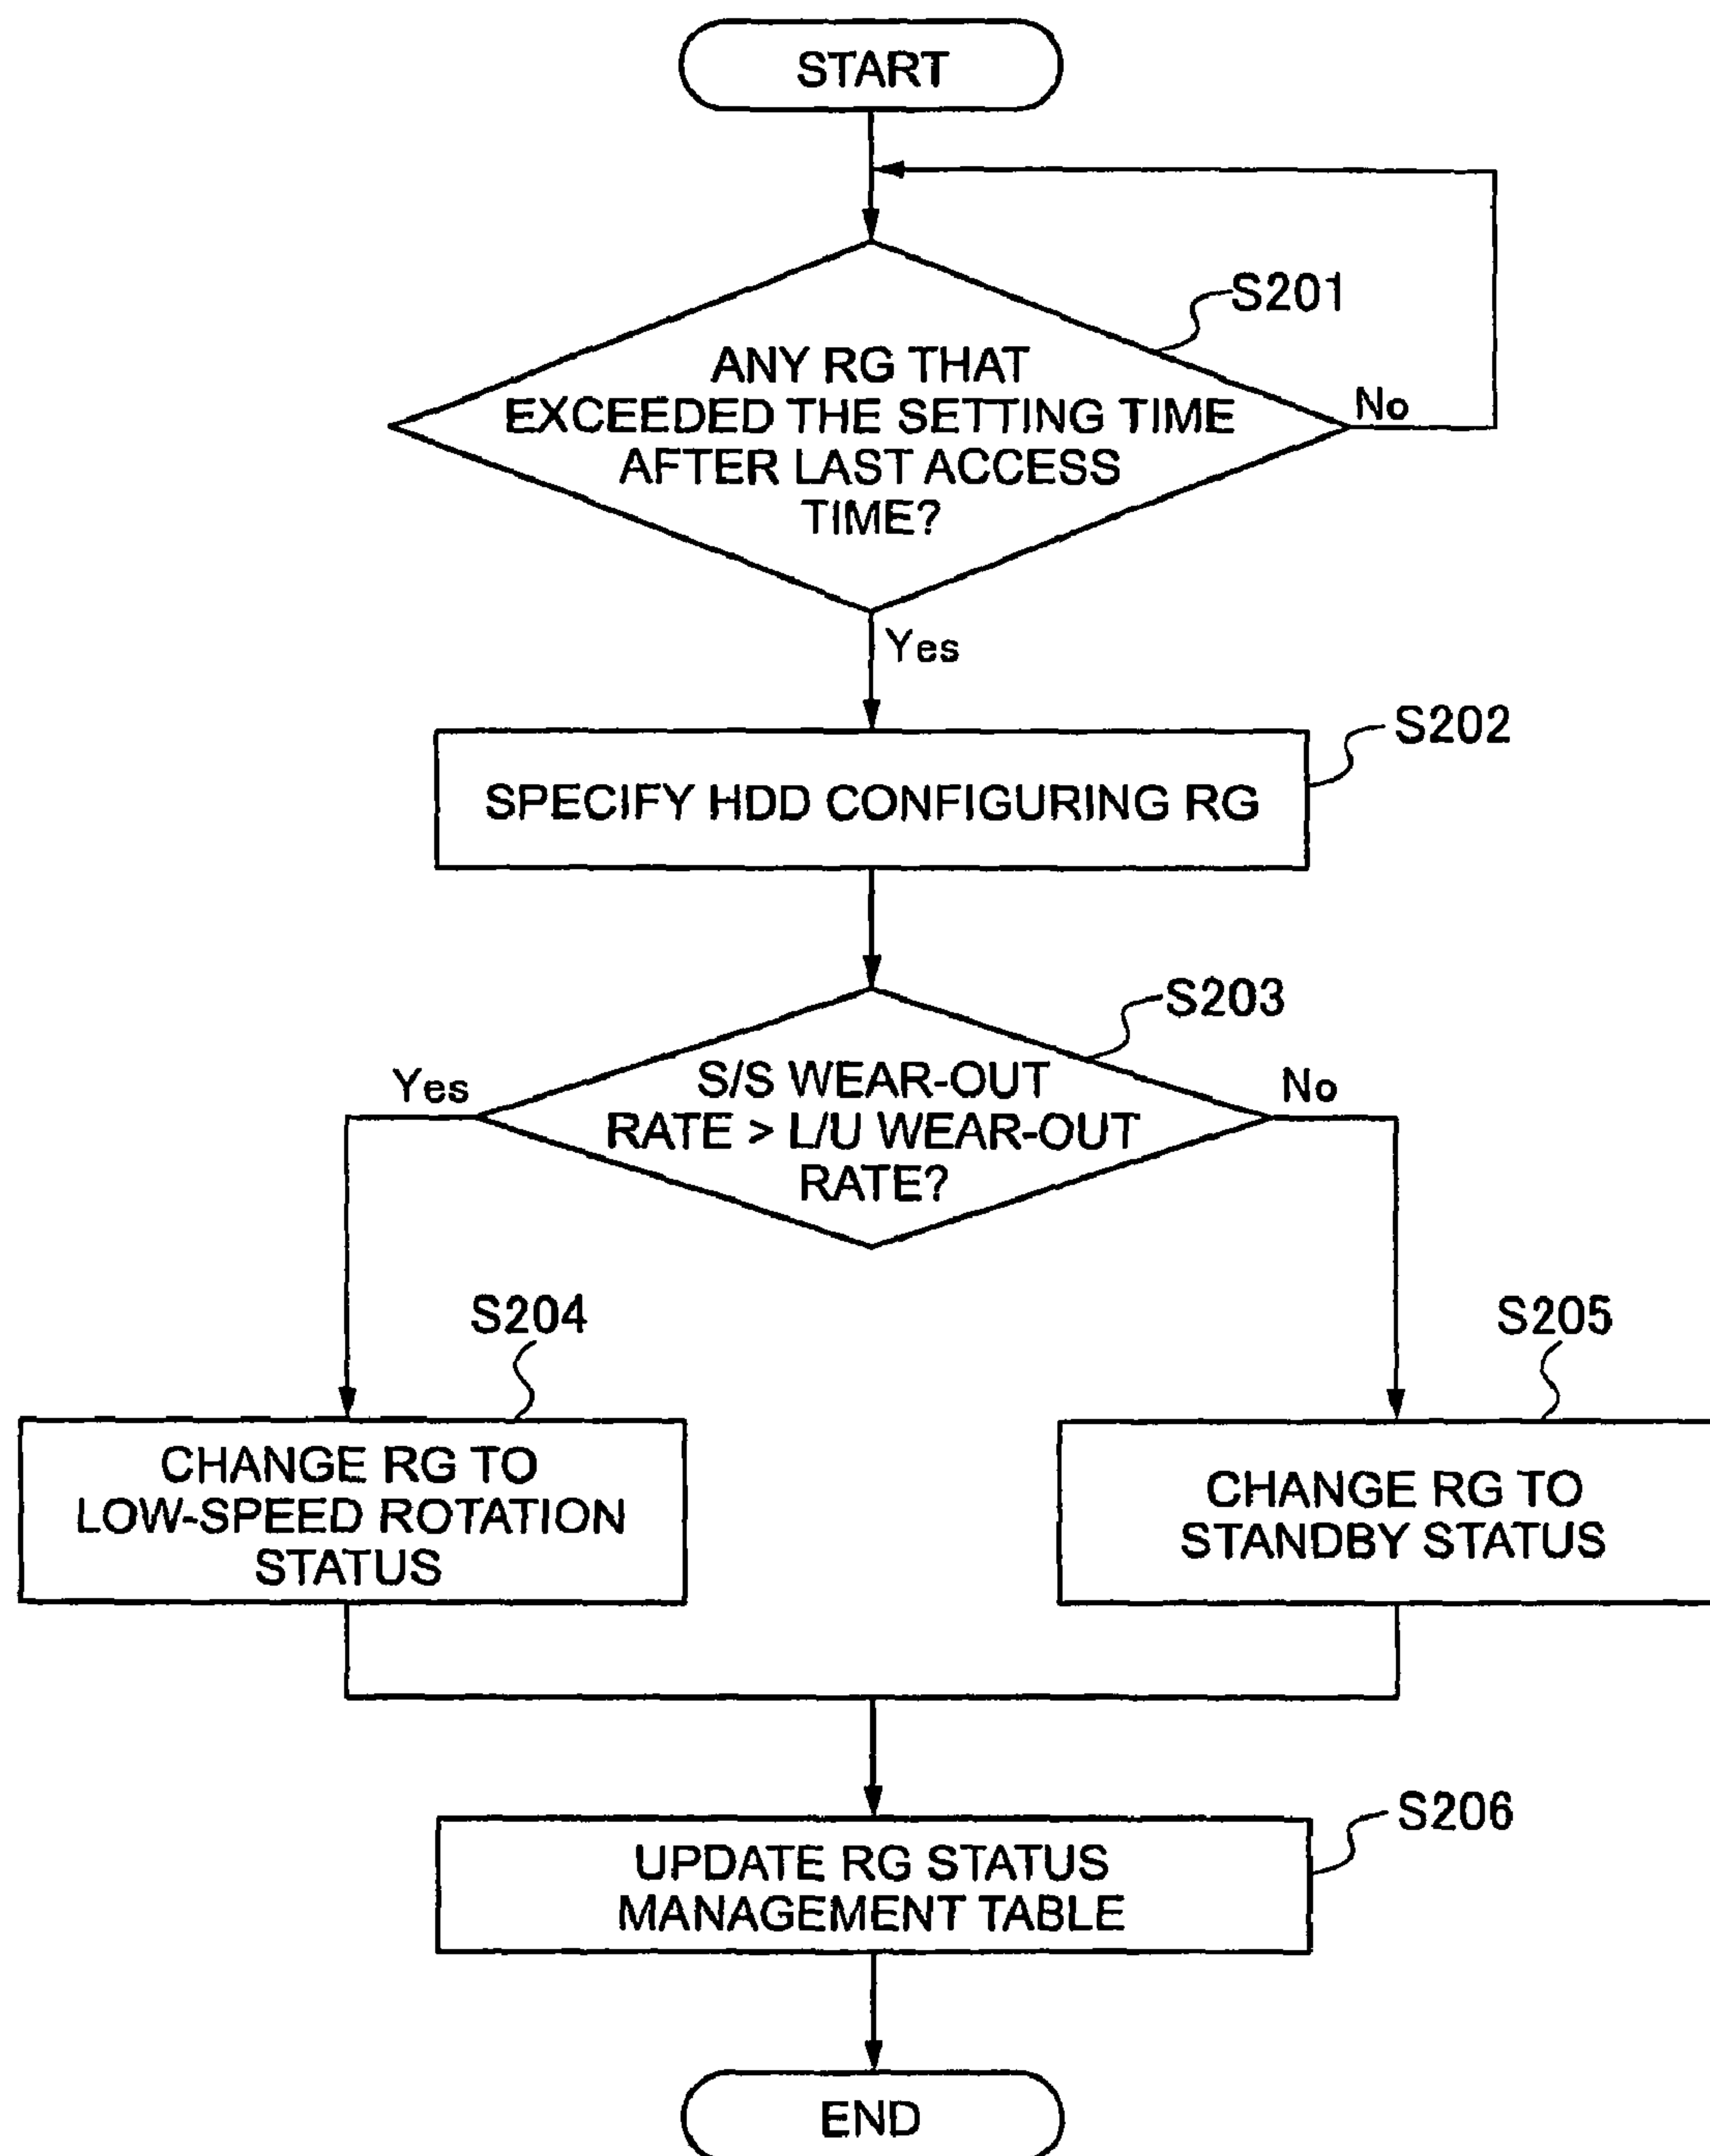 START
S201
ANY RG THAT
EXCEEDED THE SETTING TIME
AFTER LAST ACCESS
TIME?
No
Yes
S202
SPECIFY HDD CONFIGURING RG
S203
S/S WEAR-OUT
RATE > L/U WEAR-OUT
RATE?
Yes
No
S204
CHANGE RG TO
LOW-SPEED ROTATION
STATUS
S205
CHANGE RG TO
STANDBY STATUS
S206
UPDATE RG STATUS
MANAGEMENT TABLE
END